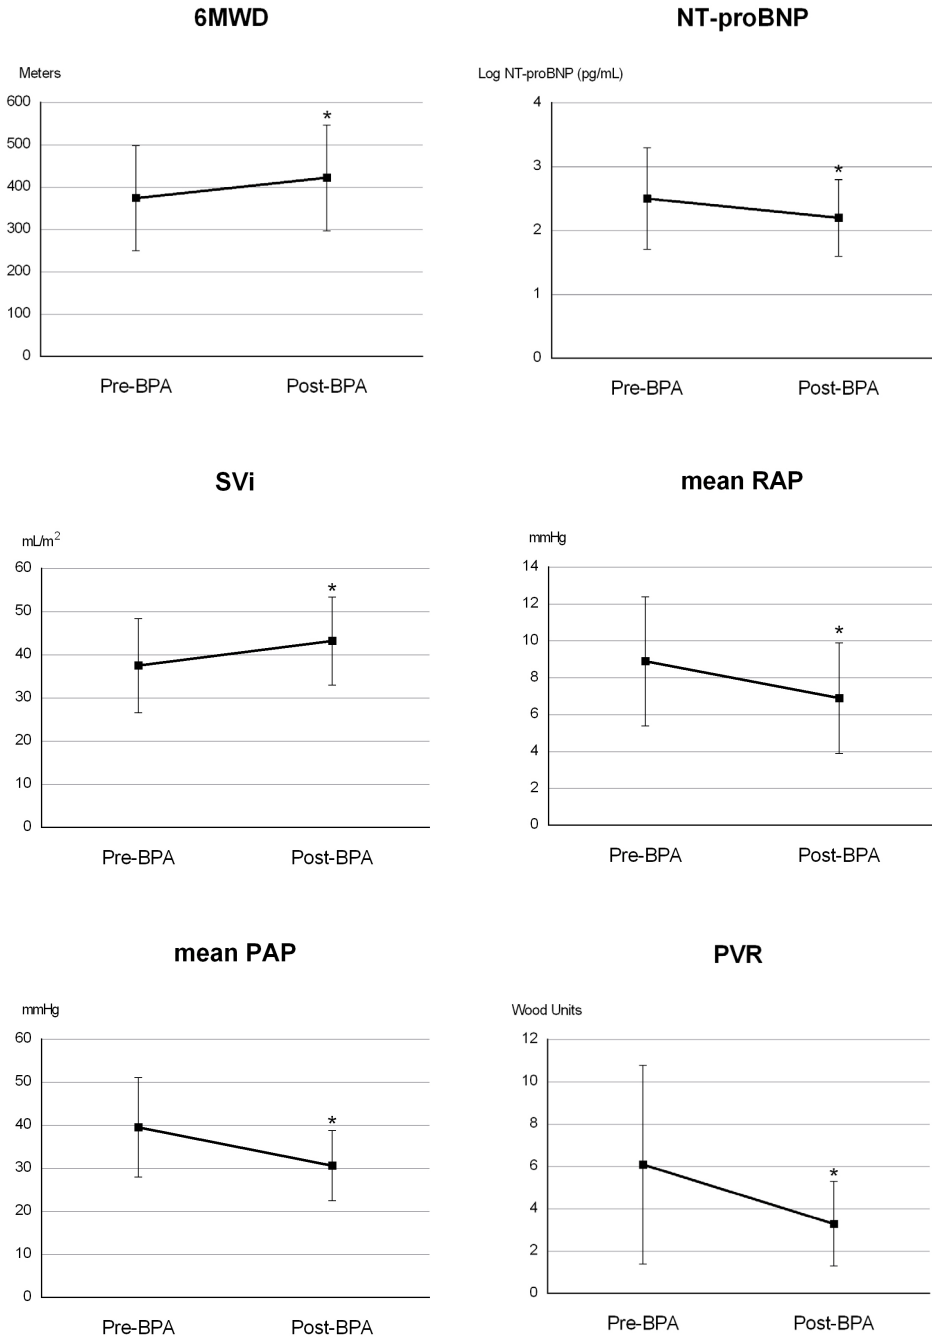 6MWD
Meters
600
*
500
400
300
200
100
0
Pre-BPA Post-BPA
NT-proBNP
Log NT-proBNP (pg/mL)
4
3
*
2
1
0
Pre-BPA Post-BPA
SVi
mL/m²
60
*
50
40
30
20
10
0
Pre-BPA Post-BPA
mean RAP
mmHg
14
12
*
10
8
6
4
2
0
Pre-BPA Post-BPA
mean PAP
mmHg
60
50
*
40
30
20
10
0
Pre-BPA Post-BPA
PVR
Wood Units
12
10
8
*
6
4
2
0
Pre-BPA Post-BPA